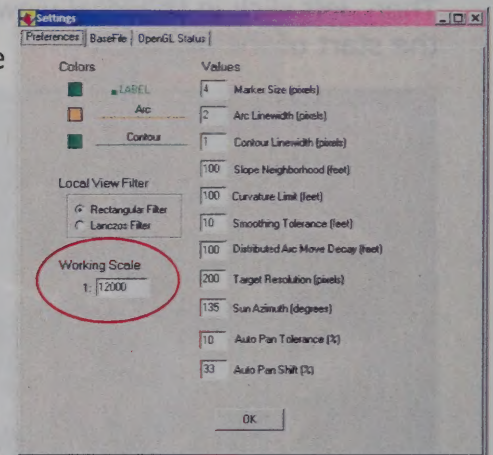 e
the start of
Settings
Preferences BaseFile OpenGL Status
Colors
LABEL
Arc
Contour
Local View Filter
Rectangular Filter
Lanczos Filter
Working Scale
1: 12000
Values
4 Marker Size (pixels)
2 Arc Linewidth (pixels)
1 Contour Linewidth (pixels)
100 Slope Neighborhood (feet)
100 Curvature Limit (feet)
10 Smoothing Tolerance (feet)
100 Distributed Arc Move Decay (feet)
200 Target Resolution (pixels)
135 Sun Azimuth (degrees)
10 Auto Pan Tolerance (%)
33 Auto Pan Shift (%)
OK